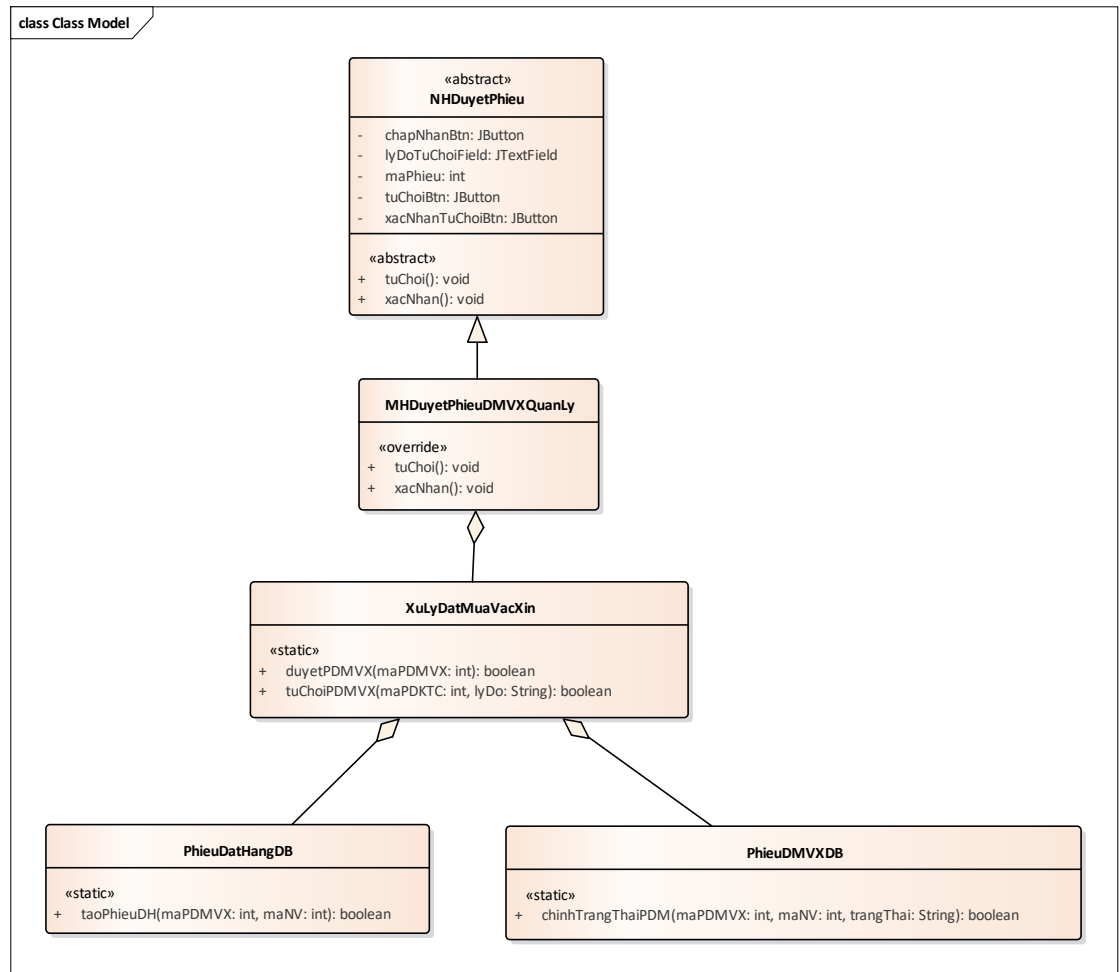 class Class Model
«abstract»
NHDuyetPhieu
- chapNhanBtn: JButton
- lyDoTuChoiField: JTextField
- maPhieu: int
- tuChoiBtn: JButton
- xacNhanTuChoiBtn: JButton
«abstract»
+ tuChoi(): void
+ xacNhan(): void
MHDuyetPhieuDMVXQuanLy
«override»
+ tuChoi(): void
+ xacNhan(): void
XuLyDatMuaVacXin
«static»
+ duyetPDMVX(maPDMVX: int): boolean
+ tuChoiPDMVX(maPDKTC: int, lyDo: String): boolean
PhieuDatHangDB
«static»
+ taoPhieuDH(maPDMVX: int, maNV: int): boolean
PhieuDMVXDB
«static»
+ chinhTrangThaiPDM(maPDMVX: int, maNV: int, trangThai: String): boolean